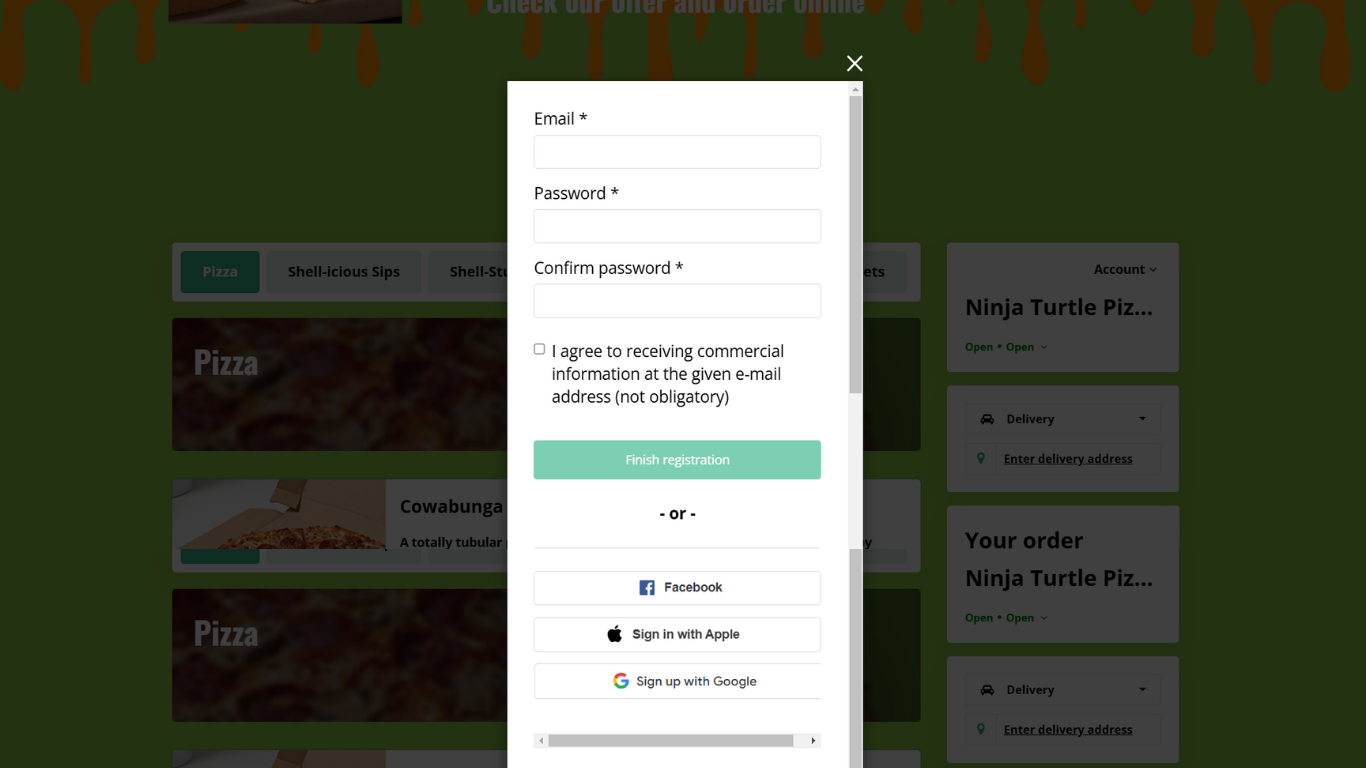 Check our offer and order online
Email *
Password *
Confirm password *
I agree to receiving commercial
information at the given e-mail
address (not obligatory)
Finish registration
- or -
Facebook
Sign in with Apple
Sign up with Google
Pizza
Shell-icious Sips
Pizza
Cowabunga
A totally tubular
Pizza
Account
Ninja Turtle Piz...
Open • Open
Delivery
Enter delivery address
Your order
Ninja Turtle Piz...
Open • Open
Delivery
Enter delivery address